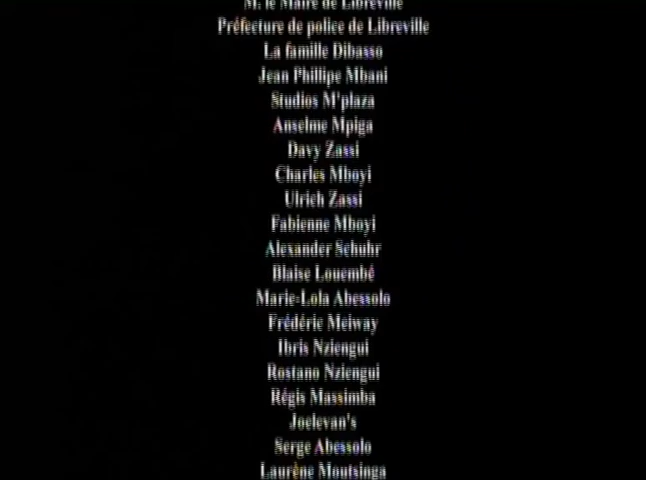 M. le Maire de Libreville
Préfecture de police de Libreville
La famille Dibasso
Jean Phillipe Mbani
Studios M'plaza
Anselme Mpiga
Davy Zassi
Charles Mboyi
Ulrich Zassi
Fabienne Mboyi
Alexander Schuhr
Blaise Louembé
Marie-Lola Abessolo
Frédéric Meiway
Ibris Nziengui
Rostano Nziengui
Régis Massimba
Joelevan's
Serge Abessolo
Laurène Moutsinga